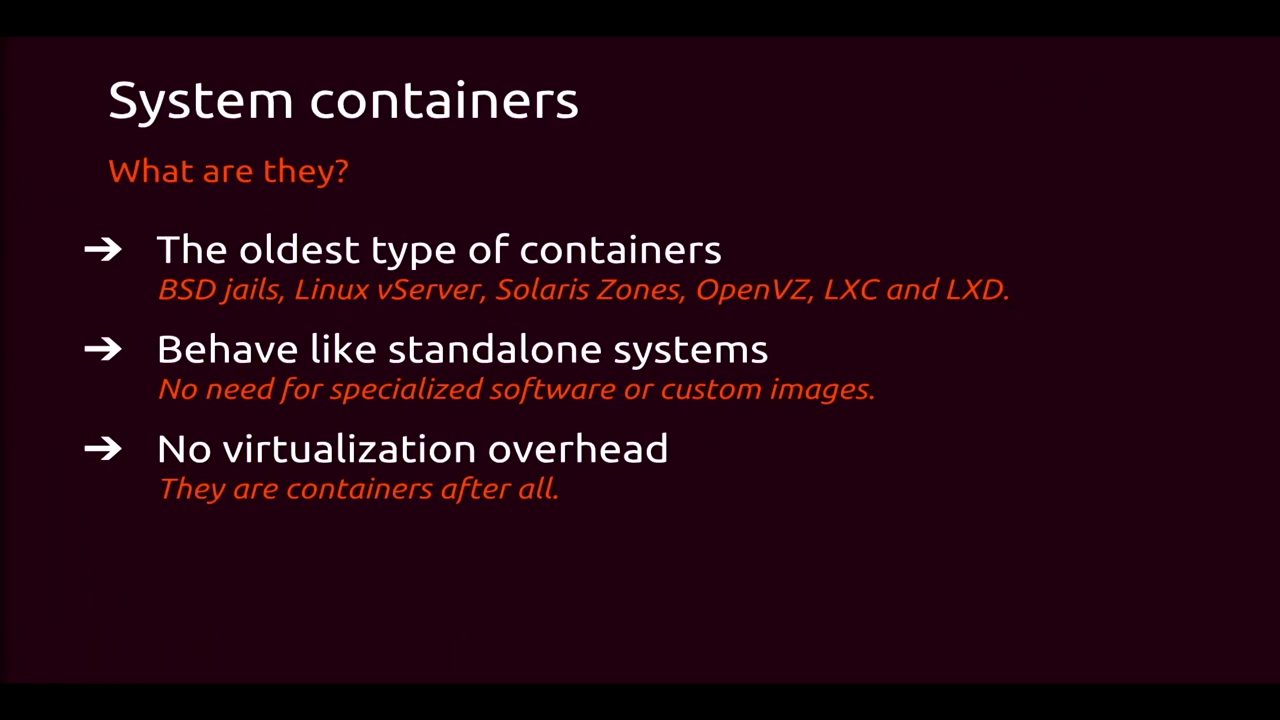 System containers
What are they?
➔ The oldest type of containers
BSD jails, Linux vServer, Solaris Zones, OpenVZ, LXC and LXD.
➔ Behave like standalone systems
No need for specialized software or custom images.
➔ No virtualization overhead
They are containers after all.